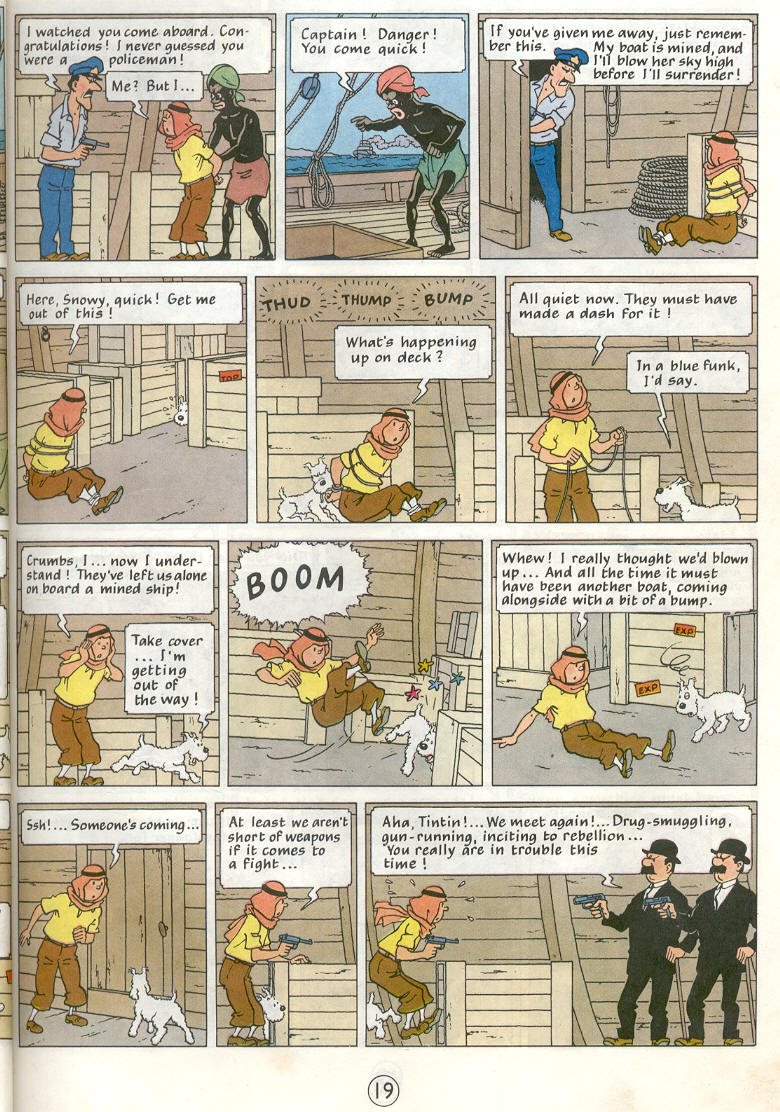 I watched you come aboard. Con-
gratulations! I never guessed you
were a policeman!
Me? But I...
Captain! Danger!
You come quick!
If you've given me away, just remem-
ber this. My boat is mined, and
I'll blow her sky high
before I'll surrender!
Here, Snowy, quick! Get me
out of this!
TOP
THUD THUMP BUMP
What's happening
up on deck?
All quiet now. They must have
made a dash for it!
In a blue funk,
I'd say.
Crumbs, I... now I under-
stand! They've left us alone
on board a mined ship!
Take cover
... I'm
getting
out of
the way!
BOOM
Whew! I really thought we'd blown
up... And all the time it must
have been another boat, coming
alongside with a bit of a bump.
EXP
EXP
Ssh!... Someone's coming...
At least we aren't
short of weapons
if it comes to
a fight...
Aha, Tintin!... We meet again!... Drug-smuggling,
gun-running, inciting to rebellion...
You really are in trouble this
time!
19